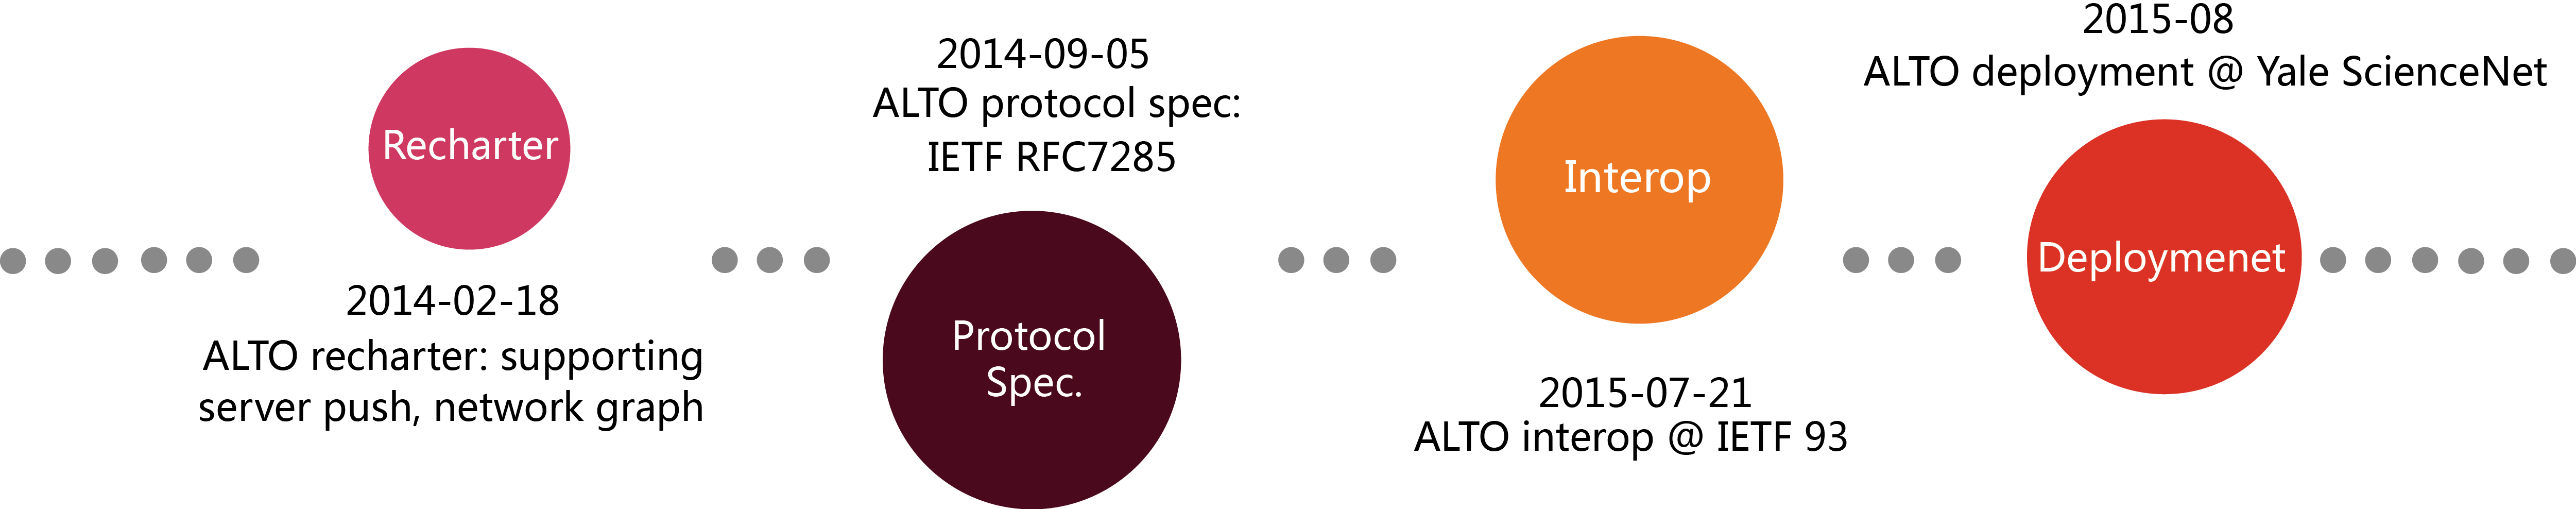 Recharter
2014-02-18
ALTO recharter: supporting
server push, network graph
2014-09-05
ALTO protocol spec:
IETF RFC7285
Protocol
Spec.
Interop
2015-07-21
ALTO interop @ IETF 93
2015-08
ALTO deployment @ Yale ScienceNet
Deploymenet